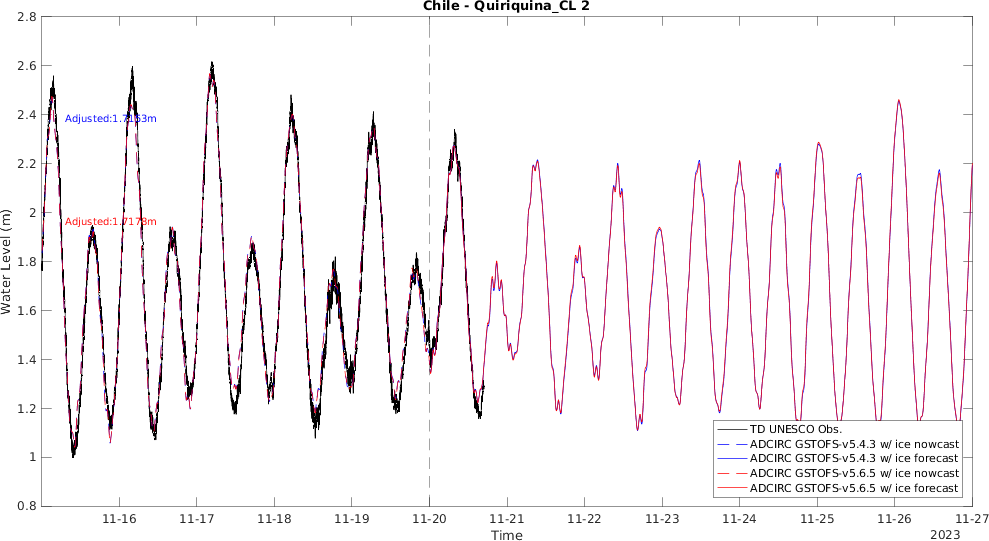 Chile - Quiriquina_CL 2
Water Level (m)
2.8
2.6
2.4
2.2
2
1.8
1.6
1.4
1.2
1
0.8
Adjusted:1.7163m
Adjusted:1.7178m
TD UNESCO Obs.
ADCIRC GSTOFS-v5.4.3 w/ ice nowcast
ADCIRC GSTOFS-v5.4.3 w/ ice forecast
ADCIRC GSTOFS-v5.6.5 w/ ice nowcast
ADCIRC GSTOFS-v5.6.5 w/ ice forecast
11-16 11-17 11-18 11-19 11-20 11-21 11-22 11-23 11-24 11-25 11-26 11-27
Time
2023